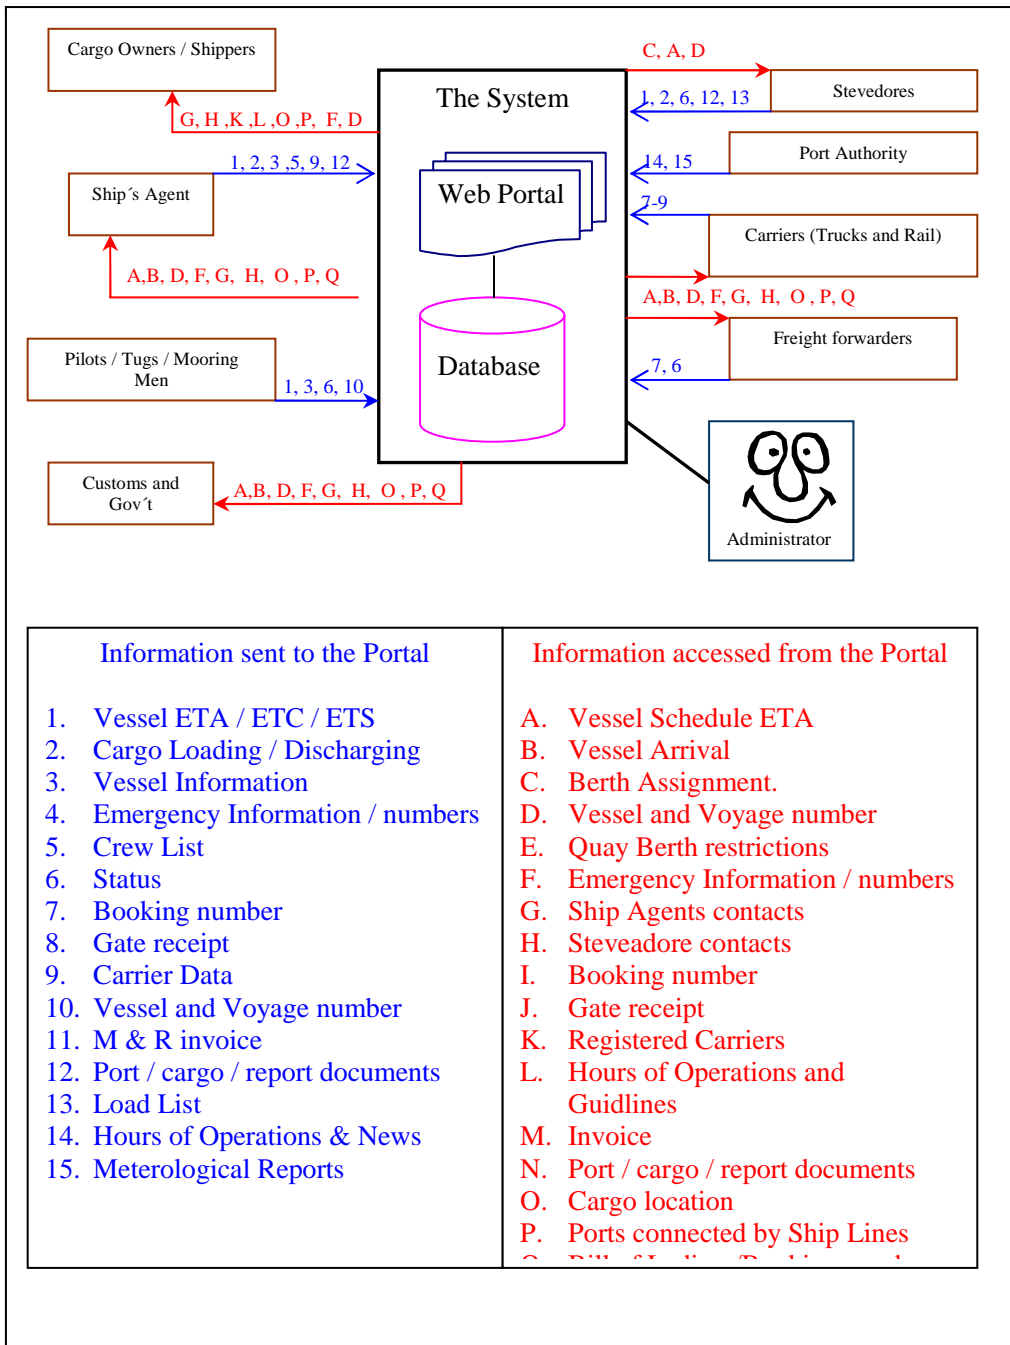 Cargo Owners / Shippers
G, H ,K ,L ,O ,P, F, D
1, 2, 3 ,5, 9, 12
Ship´s Agent
A,B, D, F, G, H, O , P, Q
Pilots / Tugs / Mooring
Men
1, 3, 6, 10
Customs and
Gov´t
A,B, D, F, G, H, O , P, Q
The System
Web Portal
Database
C, A, D
Stevedores
1, 2, 6, 12, 13
Port Authority
14, 15
7-9
Carriers (Trucks and Rail)
A,B, D, F, G, H, O , P, Q
Freight forwarders
7, 6
Administrator
Information sent to the Portal
1. Vessel ETA / ETC / ETS
2. Cargo Loading / Discharging
3. Vessel Information
4. Emergency Information / numbers
5. Crew List
6. Status
7. Booking number
8. Gate receipt
9. Carrier Data
10. Vessel and Voyage number
11. M & R invoice
12. Port / cargo / report documents
13. Load List
14. Hours of Operations & News
15. Meterological Reports
Information accessed from the Portal
A. Vessel Schedule ETA
B. Vessel Arrival
C. Berth Assignment.
D. Vessel and Voyage number
E. Quay Berth restrictions
F. Emergency Information / numbers
G. Ship Agents contacts
H. Steveadore contacts
I. Booking number
J. Gate receipt
K. Registered Carriers
L. Hours of Operations and
Guidlines
M. Invoice
N. Port / cargo / report documents
O. Cargo location
P. Ports connected by Ship Lines